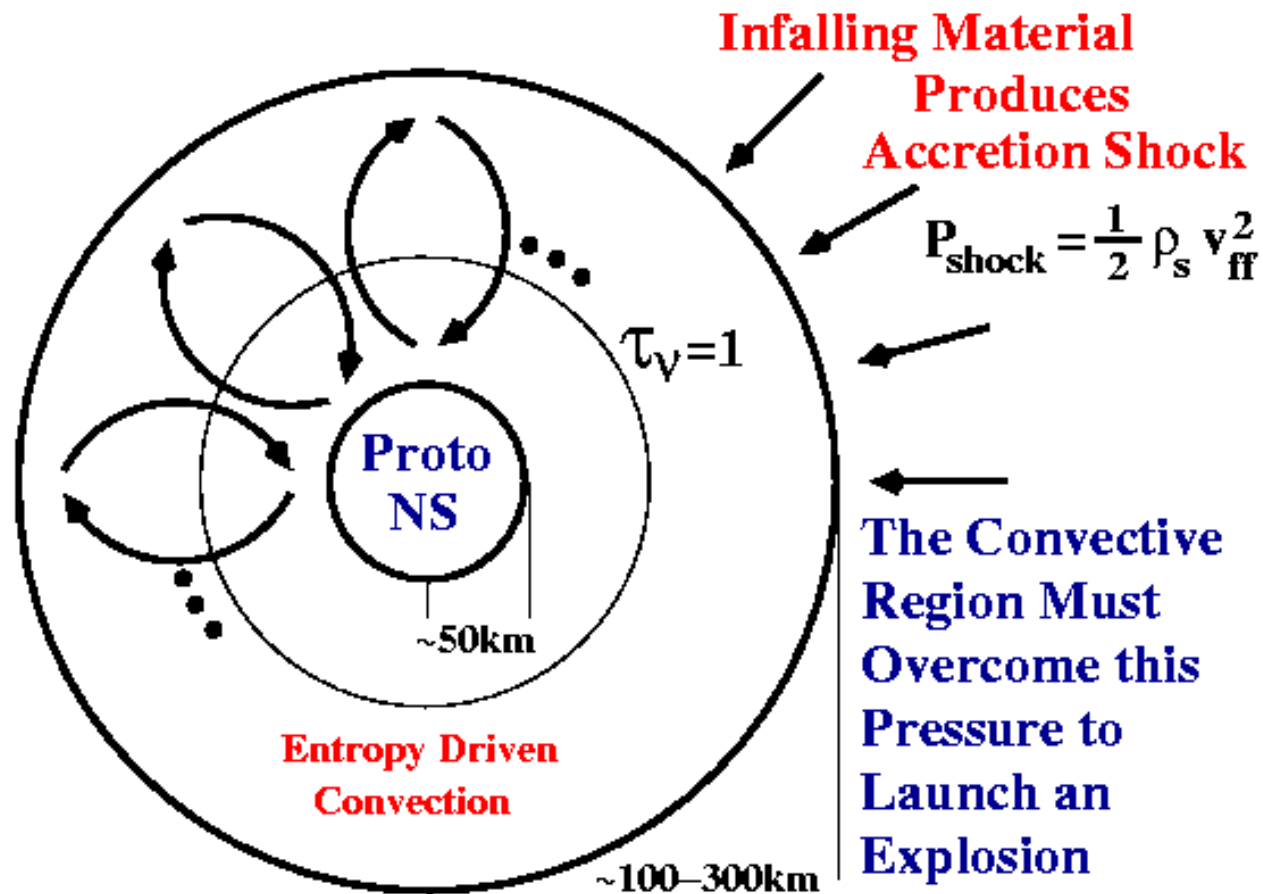 Infalling Material
Produces
Accretion Shock
P_shock = 1/2 ρ_s v_ff^2
τ_ν=1
Proto
NS
~50km
Entropy Driven
Convection
~100–300km
The Convective
Region Must
Overcome this
Pressure to
Launch an
Explosion